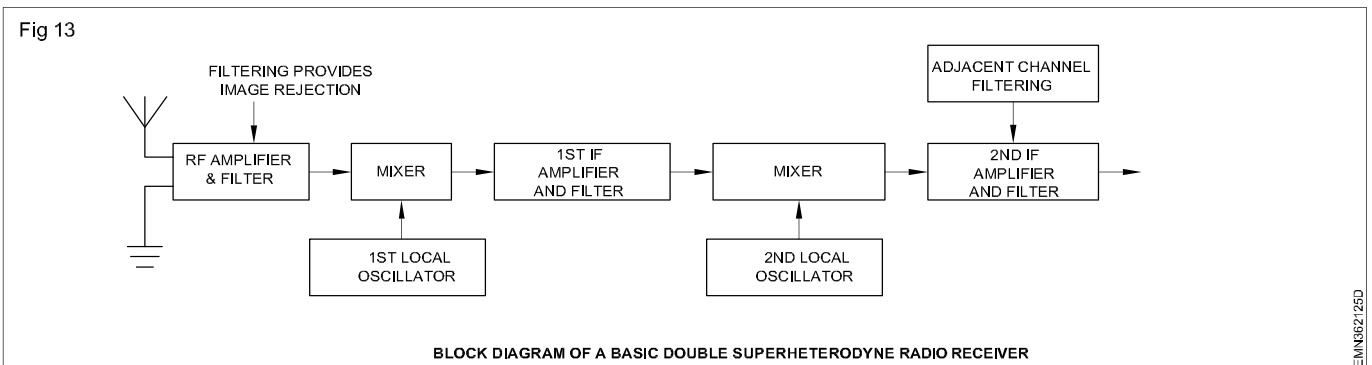 Fig 13
FILTERING PROVIDES
IMAGE REJECTION
RF AMPLIFIER
& FILTER
MIXER
1ST LOCAL
OSCILLATOR
1ST IF
AMPLIFIER
AND FILTER
MIXER
2ND LOCAL
OSCILLATOR
ADJACENT CHANNEL
FILTERING
2ND IF
AMPLIFIER
AND FILTER
BLOCK DIAGRAM OF A BASIC DOUBLE SUPERHETERODYNE RADIO RECEIVER
EMN362125D